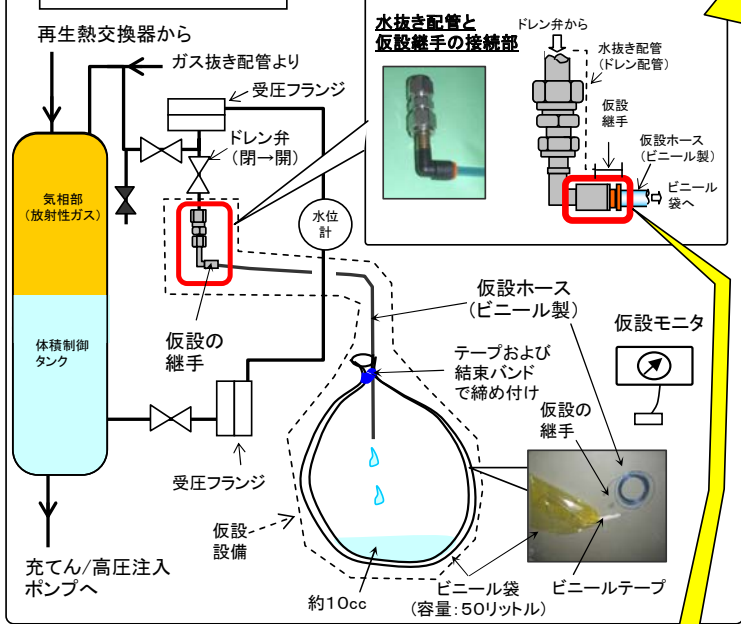 再生熱交換器から
ガス抜き配管より
受圧フランジ
ドレン弁
(閉→開)
気相部
(放射性ガス)
水位
計
体積制御
タンク
仮設の
継手
受圧フランジ
充てん/高圧注入
ポンプへ
水抜き配管と
仮設継手の接続部
ドレン弁から
水抜き配管
(ドレン配管)
仮設
継手
仮設ホース
(ビニール製)
ビニール
袋へ
仮設ホース
(ビニール製)
仮設モニタ
テープおよび
結束バンド
で締め付け
仮設の
継手
仮設
設備
約10cc
ビニール袋
(容量:50リットル)
ビニールテープ